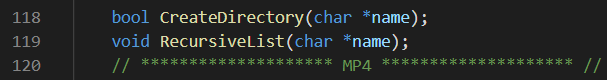 118 bool CreateDirectory(char *name);
119 void RecursiveList(char *name);
120 // ******************** MP4 ******************** //